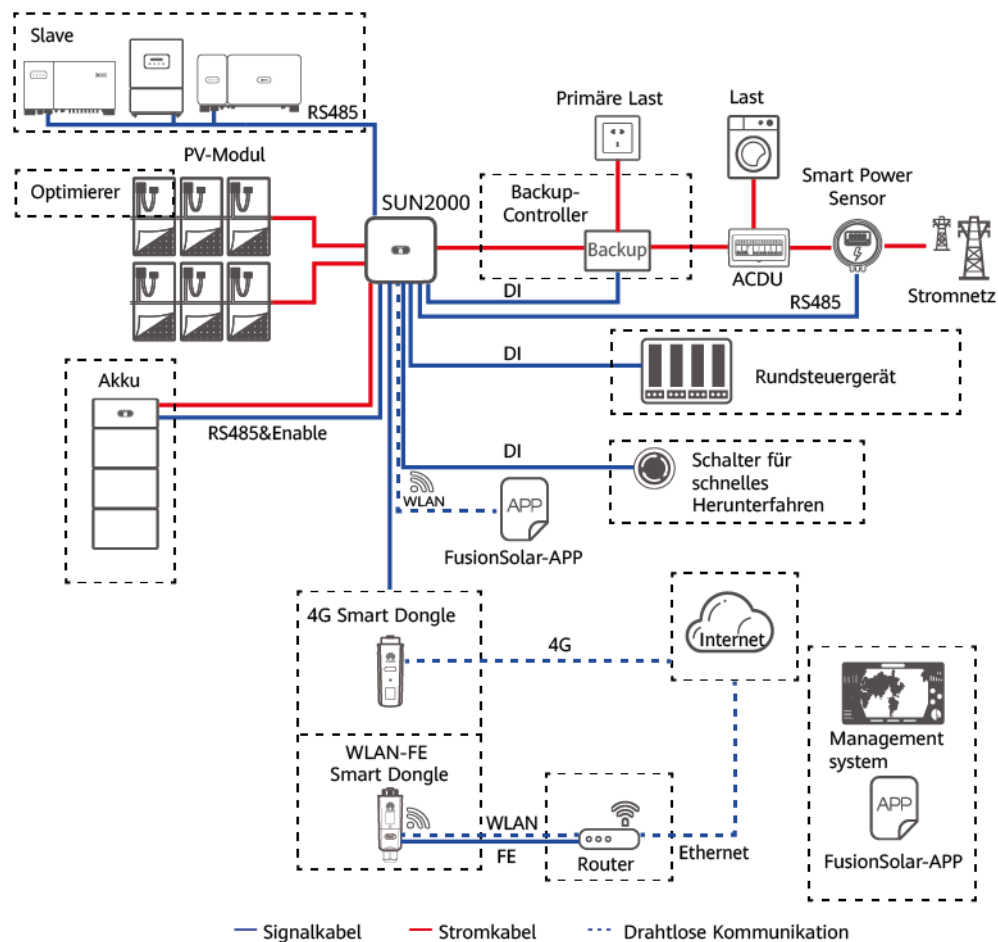 Slave
RS485
PV-Modul
Optimierer
SUN2000
Primäre Last
Last
Backup-
Controller
Backup
Smart Power
Sensor
ACDU
Stromnetz
DI
RS485
DI
Rundsteuergerät
Akku
RS485&Enable
DI
Schalter für
schnelles
Herunterfahren
WLAN
APP
FusionSolar-APP
4G Smart Dongle
4G
Internet
WLAN-FE
Smart Dongle
WLAN
FE
Router
Ethernet
Management
system
APP
FusionSolar-APP
Signalkabel
Stromkabel
Drahtlose Kommunikation